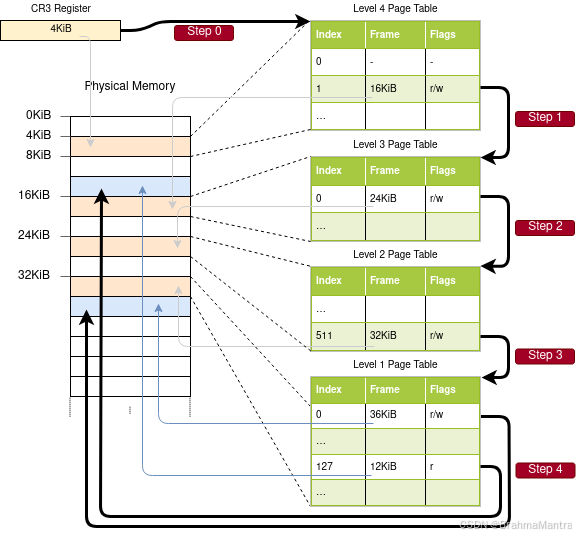 CR3 Register
4KiB
Step 0
Level 4 Page Table
Index Frame Flags
0 - -
1 16KiB r/w
...
Step 1
Physical Memory
0KiB
4KiB
8KiB
16KiB
24KiB
32KiB
Level 3 Page Table
Index Frame Flags
0 24KiB r/w
...
Step 2
Level 2 Page Table
Index Frame Flags
...
511 32KiB r/w
Step 3
Level 1 Page Table
Index Frame Flags
0 36KiB r/w
...
127 12KiB r
...
Step 4
...
CSDN @BrahmaMantra